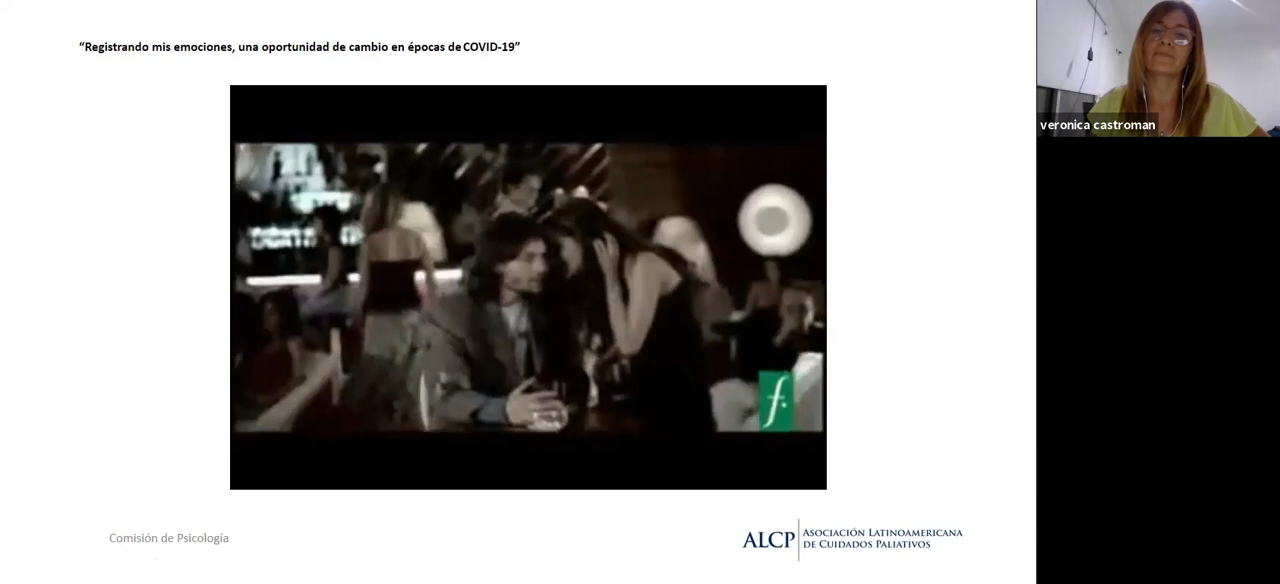 “Registrando mis emociones, una oportunidad de cambio en épocas de COVID-19”
veronica castroman
f.
Comisión de Psicología
ALCP
ASOCIACIÓN LATINOAMERICANA
DE CUIDADOS PALIATIVOS